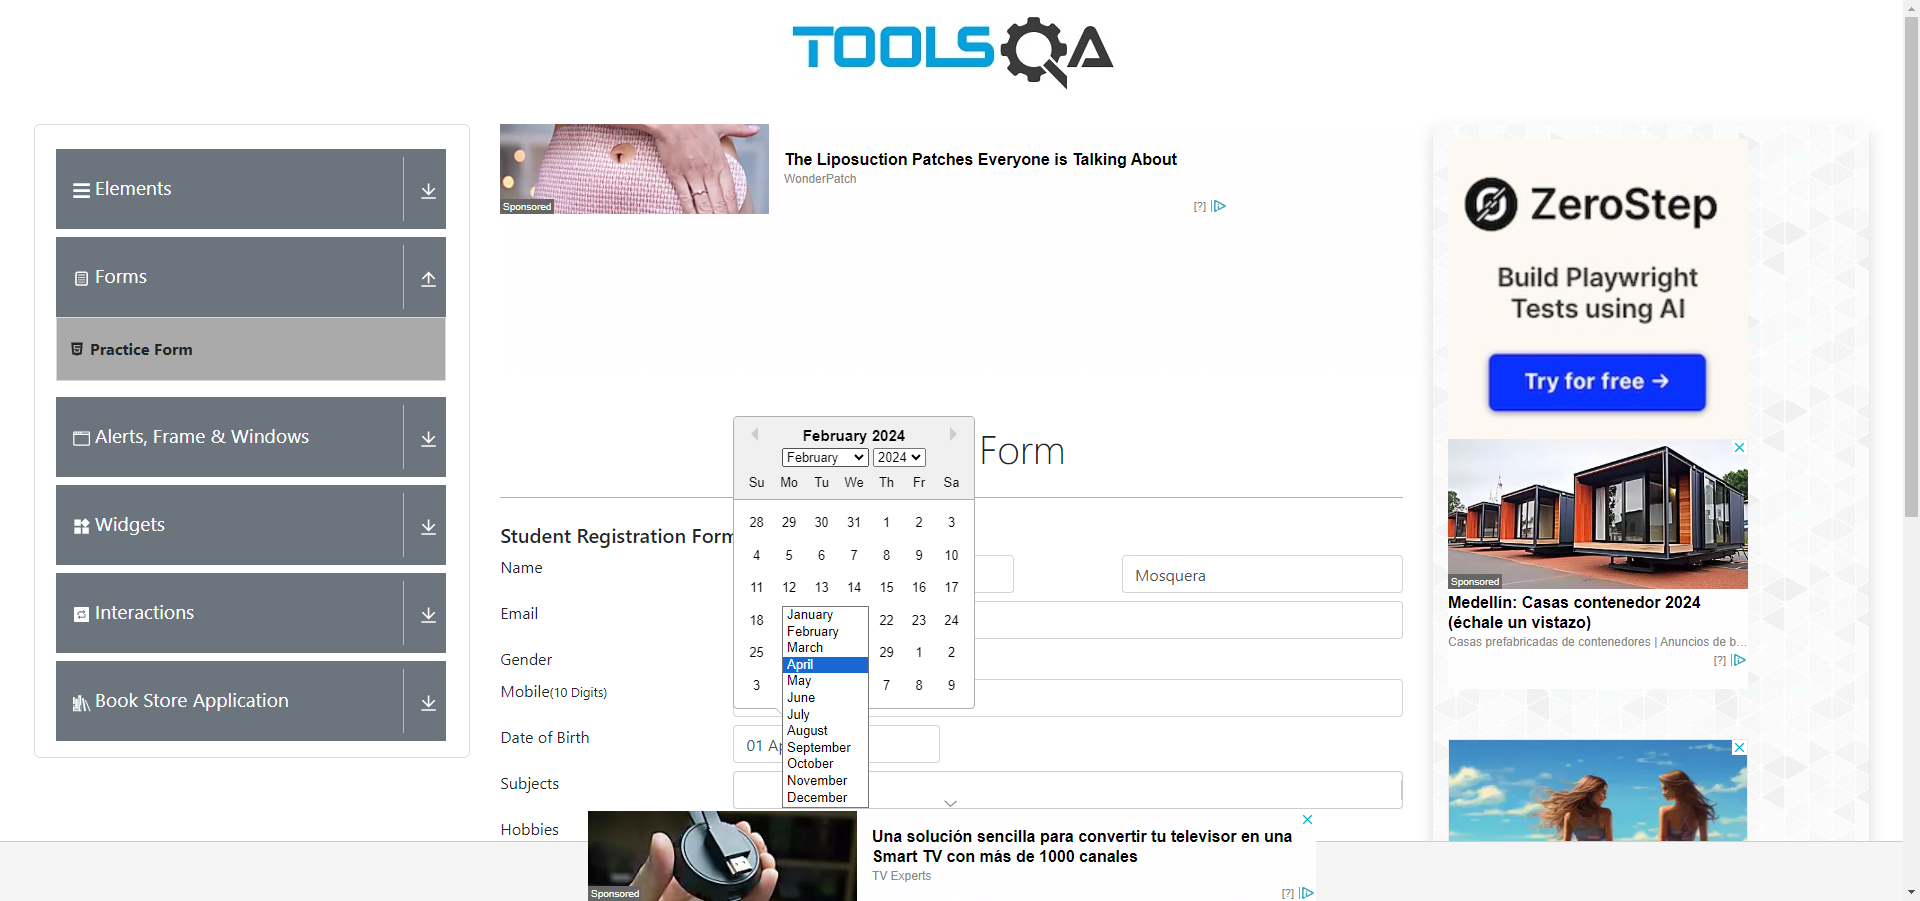 TOOLSQA
Elements
Forms
Practice Form
Alerts, Frame & Windows
Widgets
Interactions
Book Store Application
Sponsored
The Liposuction Patches Everyone is Talking About
WonderPatch
[?]
Form
February 2024
February 2024
Su Mo Tu We Th Fr Sa
28 29 30 31 1 2 3
4 5 6 7 8 9 10
11 12 13 14 15 16 17
18 22 23 24
25 29 1 2
3 7 8 9
January
February
March
April
May
June
July
August
September
October
November
December
Student Registration Form
Name
Mosquera
Email
Gender
Mobile(10 Digits)
Date of Birth
01 Ap
Subjects
Hobbies
Sponsored
Una solución sencilla para convertir tu televisor en una
Smart TV con más de 1000 canales
TV Experts
[?]
ZeroStep
Build Playwright
Tests using AI
Try for free →
Sponsored
Medellín: Casas contenedor 2024
(échale un vistazo)
Casas prefabricadas de contenedores | Anuncios de b...
[?]